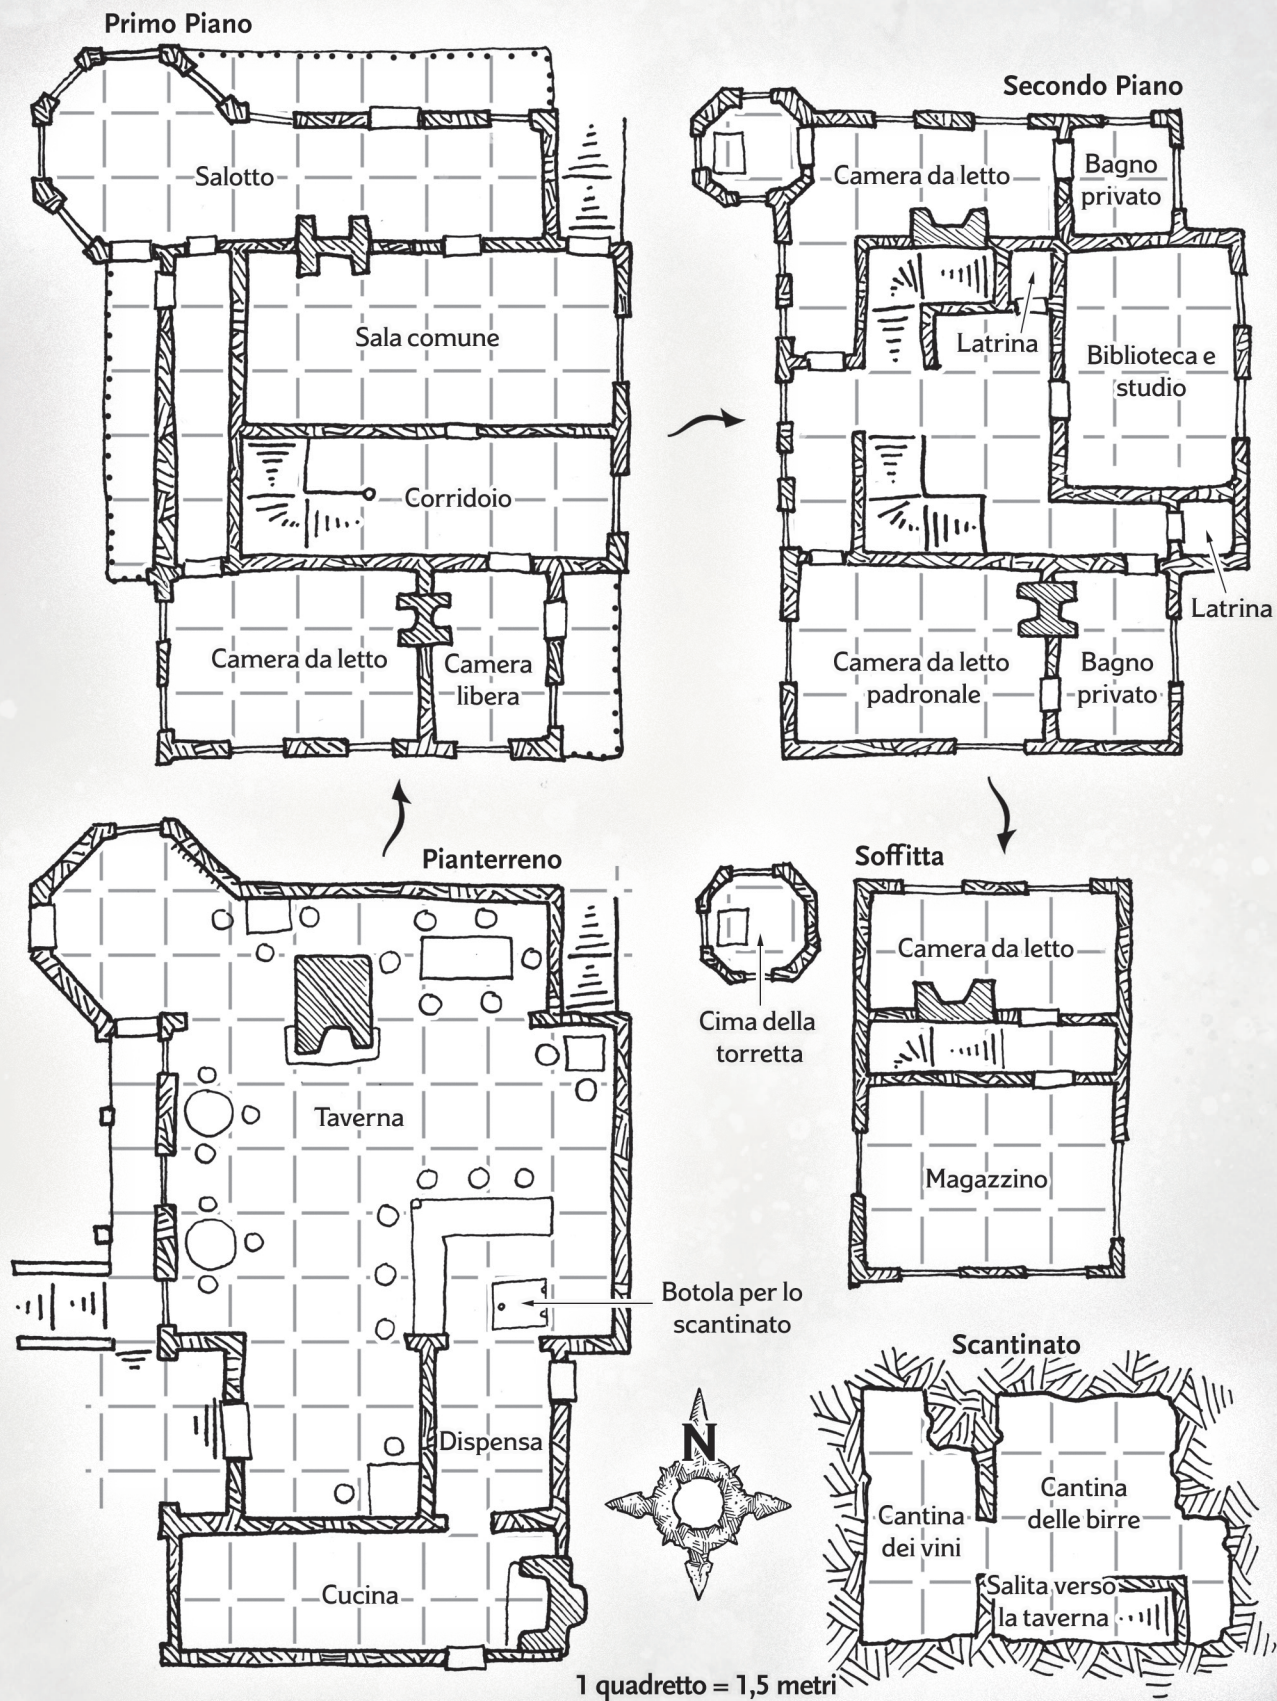 Primo Piano
Salotto
Sala comune
Corridoio
Camera da letto
Camera
libera
Secondo Piano
Camera da letto
Bagno
privato
Latrina
Biblioteca e
studio
Latrina
Camera da letto
padronale
Bagno
privato
Pianterreno
Taverna
Botola per lo
scantinato
Dispensa
Cucina
Soffitta
Camera da letto
Cima della
torretta
Magazzino
N
Scantinato
Cantina
dei vini
Cantina
delle birre
Salita verso
la taverna
1 quadretto = 1,5 metri